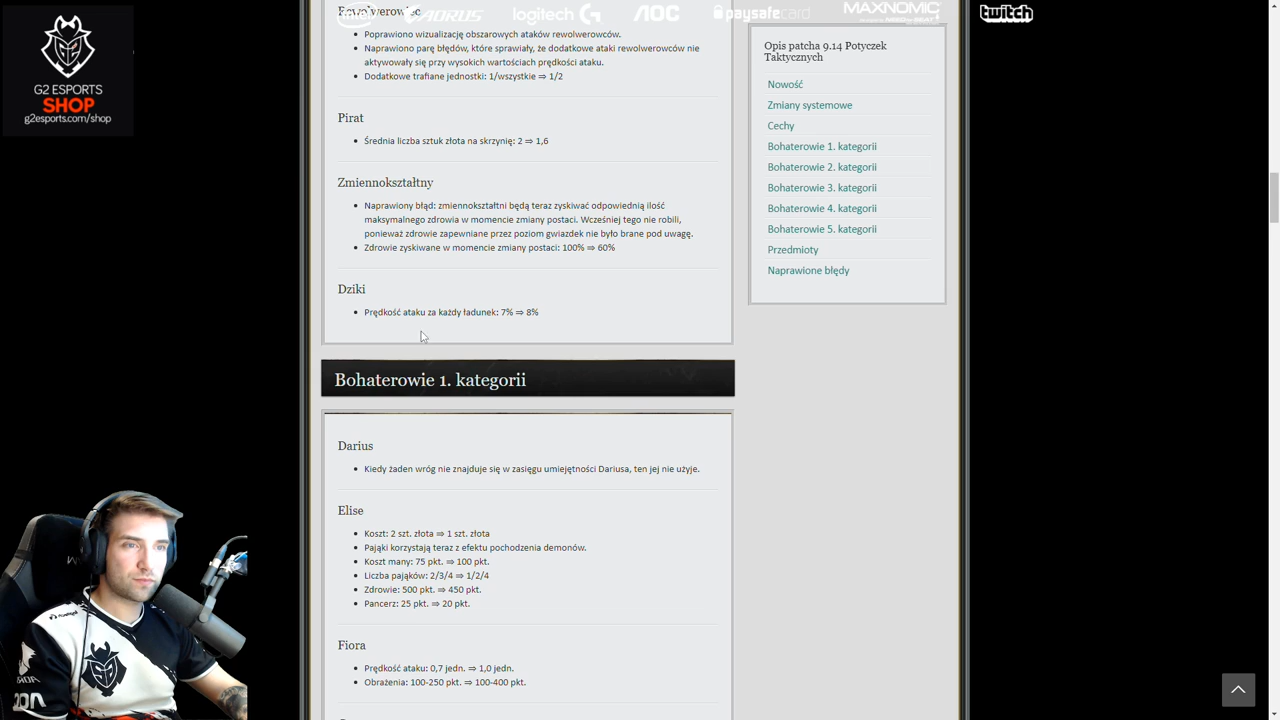 intel
AORUS
logitech G
AOC
paysafecard
MAXNOMIC
twitch
G2 ESPORTS
SHOP
g2esports.com/shop
Poprawiono wizualizację obszarowych ataków rewolwerowców.
Naprawiono parę błędów, które sprawiały, że dodatkowe ataki rewolwerowców nie
aktywowały się przy wysokich wartościach prędkości ataku.
Dodatkowe trafiane jednostki: 1/wszystkie ⇒ 1/2
Pirat
Średnia liczba sztuk złota na skrzynię: 2 ⇒ 1,6
Zmiennokształtny
Naprawiony błąd: zmiennokształtni będą teraz zyskiwać odpowiednią ilość
maksymalnego zdrowia w momencie zmiany postaci. Wcześniej tego nie robili,
ponieważ zdrowie zapewniane przez poziom gwiazdek nie było brane pod uwagę.
Zdrowie zyskiwane w momencie zmiany postaci: 100% ⇒ 60%
Dziki
Prędkość ataku za każdy ładunek: 7% ⇒ 8%
Bohaterowie 1. kategorii
Darius
Kiedy żaden wróg nie znajduje się w zasięgu umiejętności Dariusa, ten jej nie użyje.
Elise
Koszt: 2 szt. złota ⇒ 1 szt. złota
Pająki korzystają teraz z efektu pochodzenia demonów.
Koszt many: 75 pkt. ⇒ 100 pkt.
Liczba pająków: 2/3/4 ⇒ 1/2/4
Zdrowie: 500 pkt. ⇒ 450 pkt.
Pancerz: 25 pkt. ⇒ 20 pkt.
Fiora
Prędkość ataku: 0,7 jedn. ⇒ 1,0 jedn.
Obrażenia: 100-250 pkt. ⇒ 100-400 pkt.
Opis patcha 9.14 Potyczek
Taktycznych
Nowość
Zmiany systemowe
Cechy
Bohaterowie 1. kategorii
Bohaterowie 2. kategorii
Bohaterowie 3. kategorii
Bohaterowie 4. kategorii
Bohaterowie 5. kategorii
Przedmioty
Naprawione błędy